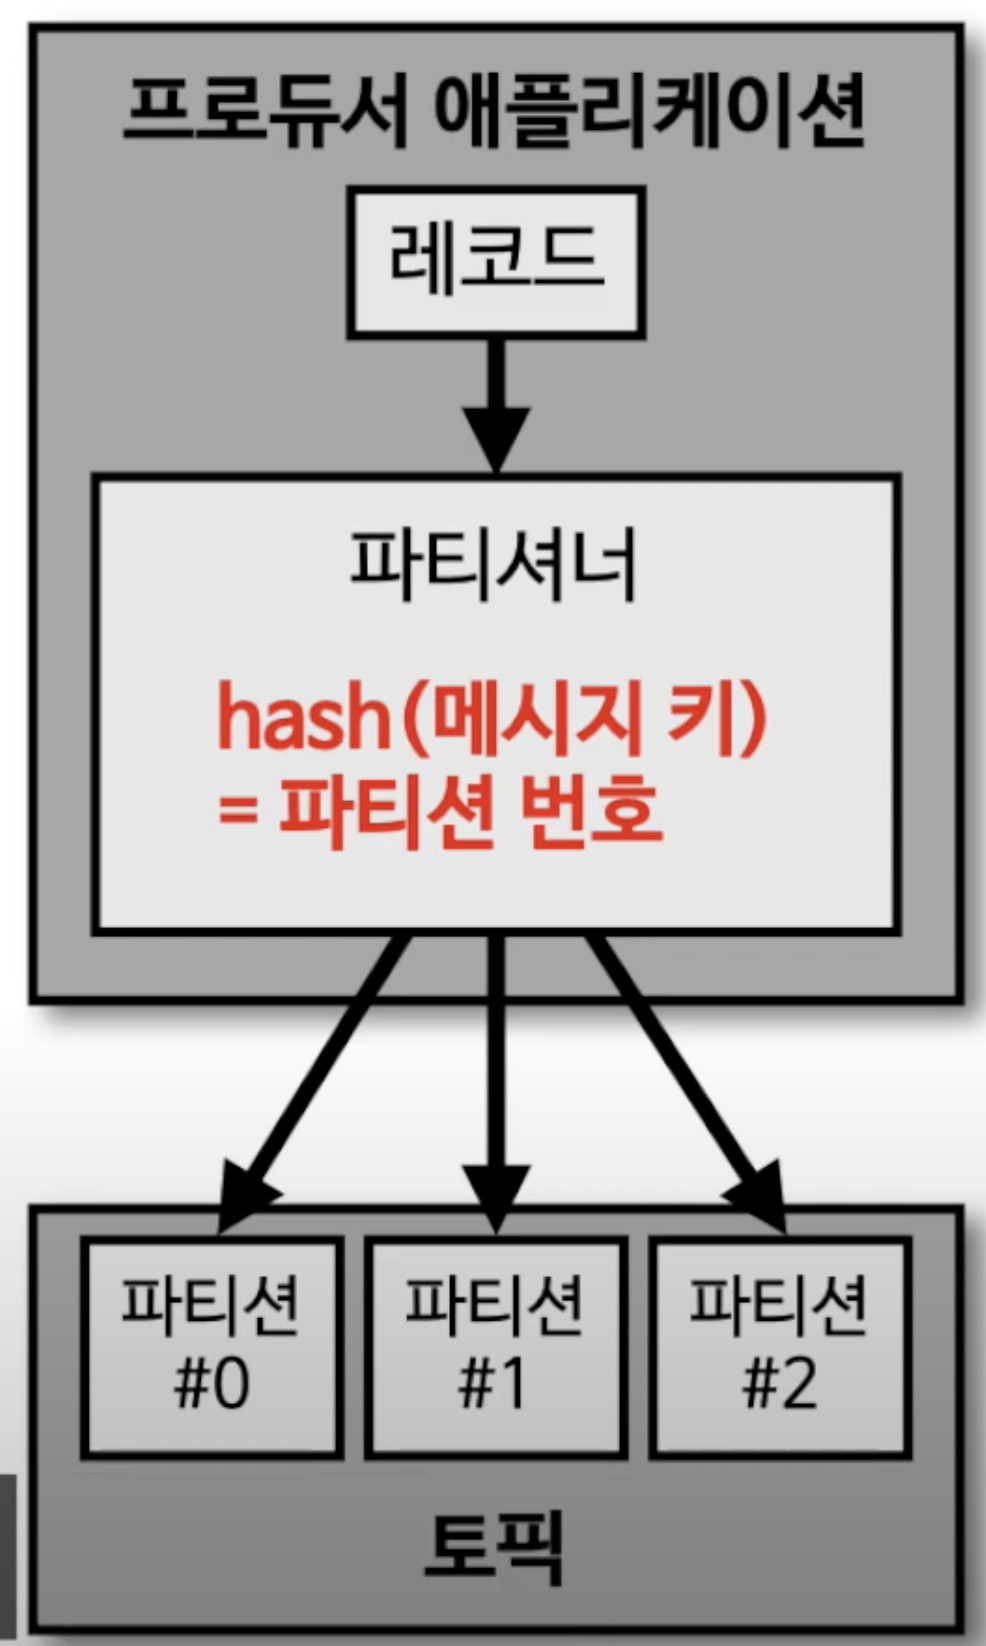 프로듀서 애플리케이션
레코드
파티셔너
hash(메시지 키)
= 파티션 번호
파티션
#0
파티션
#1
파티션
#2
토픽